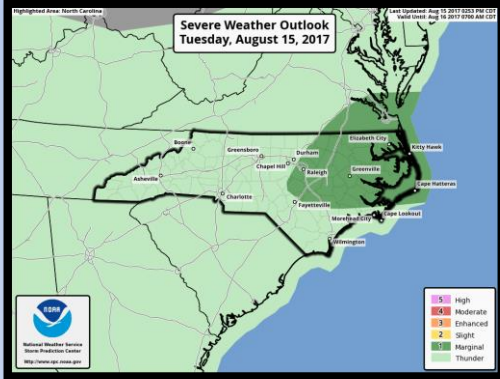 Highlighted Area: North Carolina
Severe Weather Outlook
Tuesday, August 15, 2017
Last Updated: Aug 15 2017 0253 PM CDT
Valid Until: Aug 16 2017 0700 AM CDT
Elizabeth City
Boone
Greensboro
Durham
Kitty Hawk
Chapel Hill
Raleigh
Greenville
Asheville
Cape Hatteras
Charlotte
Fayetteville
Morehead City
Cape Lookout
Wilmington
NOAA
National Weather Service
Storm Prediction Center
http://www.spc.noaa.gov
5 High
4 Moderate
3 Enhanced
2 Slight
1 Marginal
Thunder